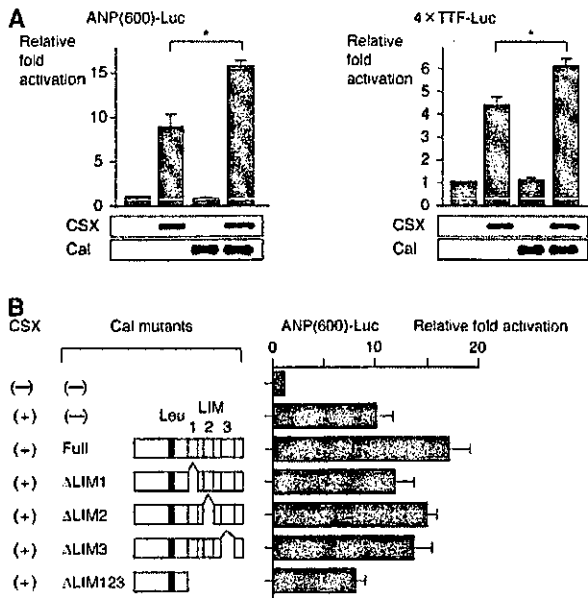 A
ANP(600)-Luc
Relative fold activation
*
15
10
5
0
CSX
Cal
4×TTF-Luc
Relative fold activation
*
6
5
4
3
2
1
0
CSX
Cal
B
CSX Cal mutants ANP(600)-Luc Relative fold activation
0 10 20
(–) (–)
(+) (–)
Leu LIM
1 2 3
(+) Full
(+) ΔLIM1
(+) ΔLIM2
(+) ΔLIM3
(+) ΔLIM123